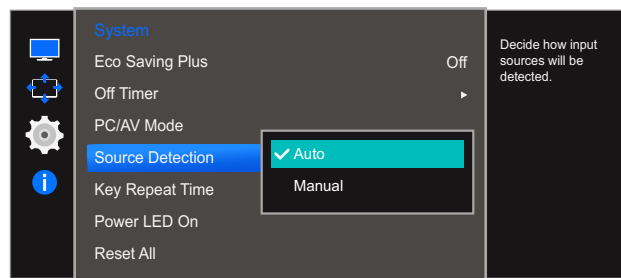 System
Eco Saving Plus Off
Off Timer
PC/AV Mode
Source Detection
Auto
Manual
Key Repeat Time
Power LED On
Reset All
Decide how input
sources will be
detected.